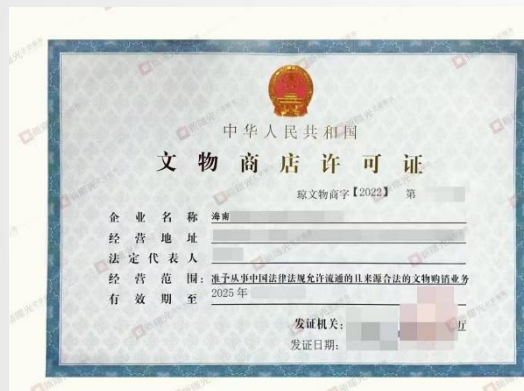 中华人民共和国
文物商店许可证
琼文物商字【2022】 第
企业名称 海南
经营地址
法定代表人
经营范围：准予从事中国法律法规允许流通的且来源合法的文物购销业务
有效期至 2025年
发证机关： 厅
发证日期：